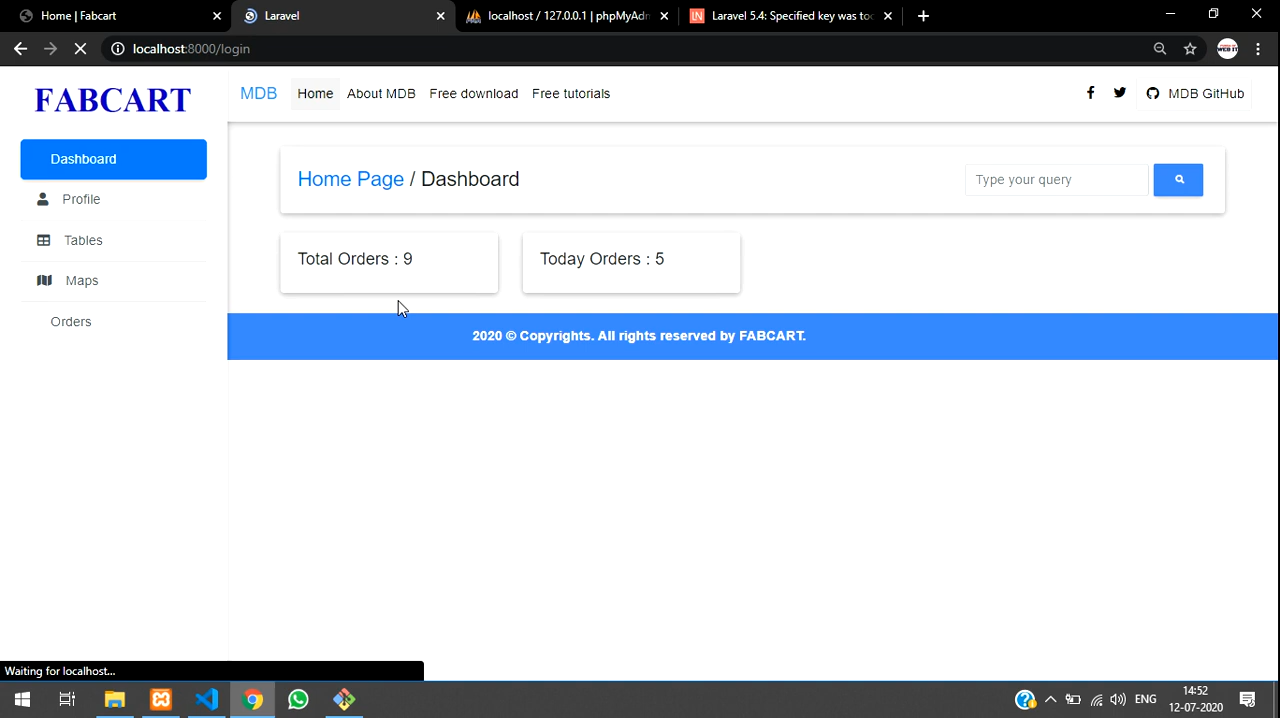 Home | Fabcart
Laravel
localhost / 127.0.0.1 | phpMyAdm
Laravel 5.4: Specified key was too
localhost:8000/login
FABCART
MDB
Home
About MDB
Free download
Free tutorials
MDB GitHub
Dashboard
Profile
Tables
Maps
Orders
Home Page / Dashboard
Type your query
Total Orders : 9
Today Orders : 5
2020 © Copyrights. All rights reserved by FABCART.
Waiting for localhost...
ENG
14:52
12-07-2020